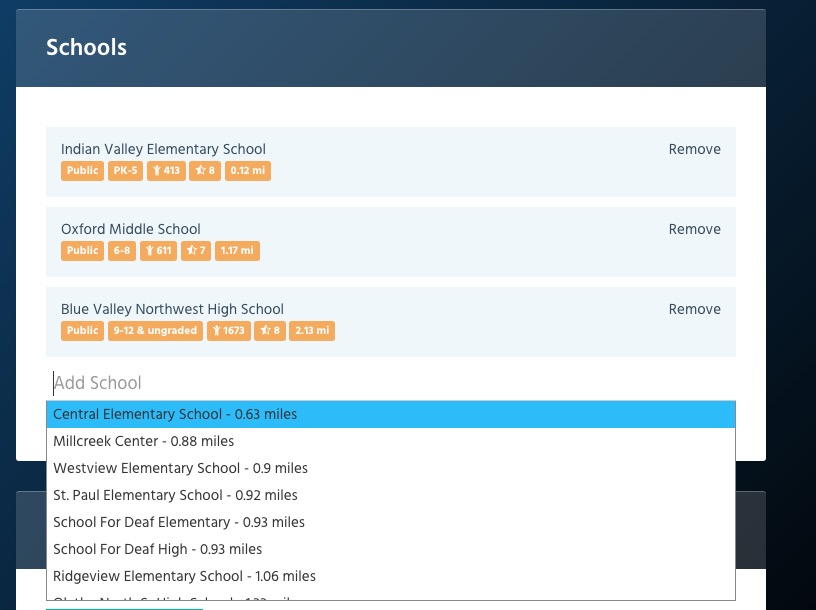 Schools
Indian Valley Elementary School
Remove
Public PK-5 413 8 0.12 mi
Oxford Middle School
Remove
Public 6-8 611 7 1.17 mi
Blue Valley Northwest High School
Remove
Public 9-12 & ungraded 1673 8 2.13 mi
Add School
Central Elementary School - 0.63 miles
Millcreek Center - 0.88 miles
Westview Elementary School - 0.9 miles
St. Paul Elementary School - 0.92 miles
School For Deaf Elementary - 0.93 miles
School For Deaf High - 0.93 miles
Ridgeview Elementary School - 1.06 miles